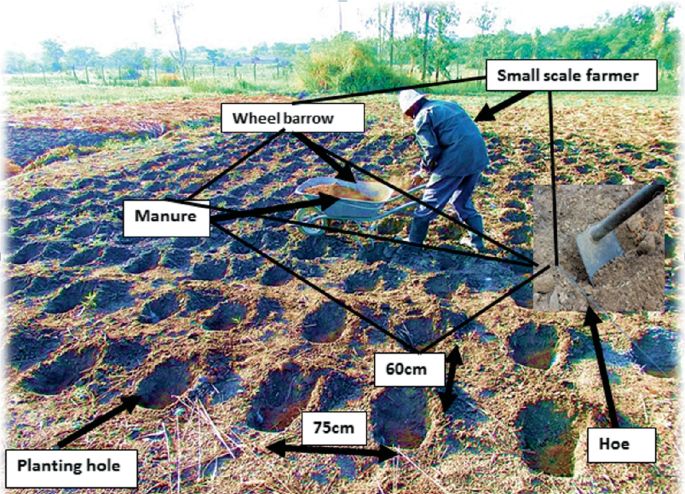 Small scale farmer
Wheel barrow
Manure
60cm
75cm
Hoe
Planting hole